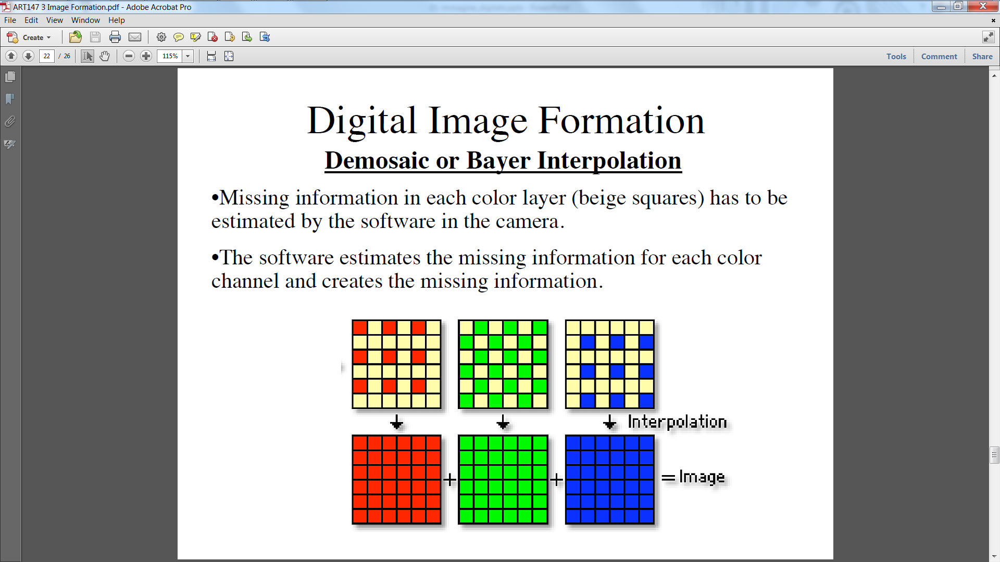 ART147 3 Image Formation.pdf - Adobe Acrobat Pro
File Edit View Window Help
Create
22 / 26 115% Tools Comment Share
Digital Image Formation
Demosaic or Bayer Interpolation
•Missing information in each color layer (beige squares) has to be
estimated by the software in the camera.
•The software estimates the missing information for each color
channel and creates the missing information.
Interpolation
+ + = Image